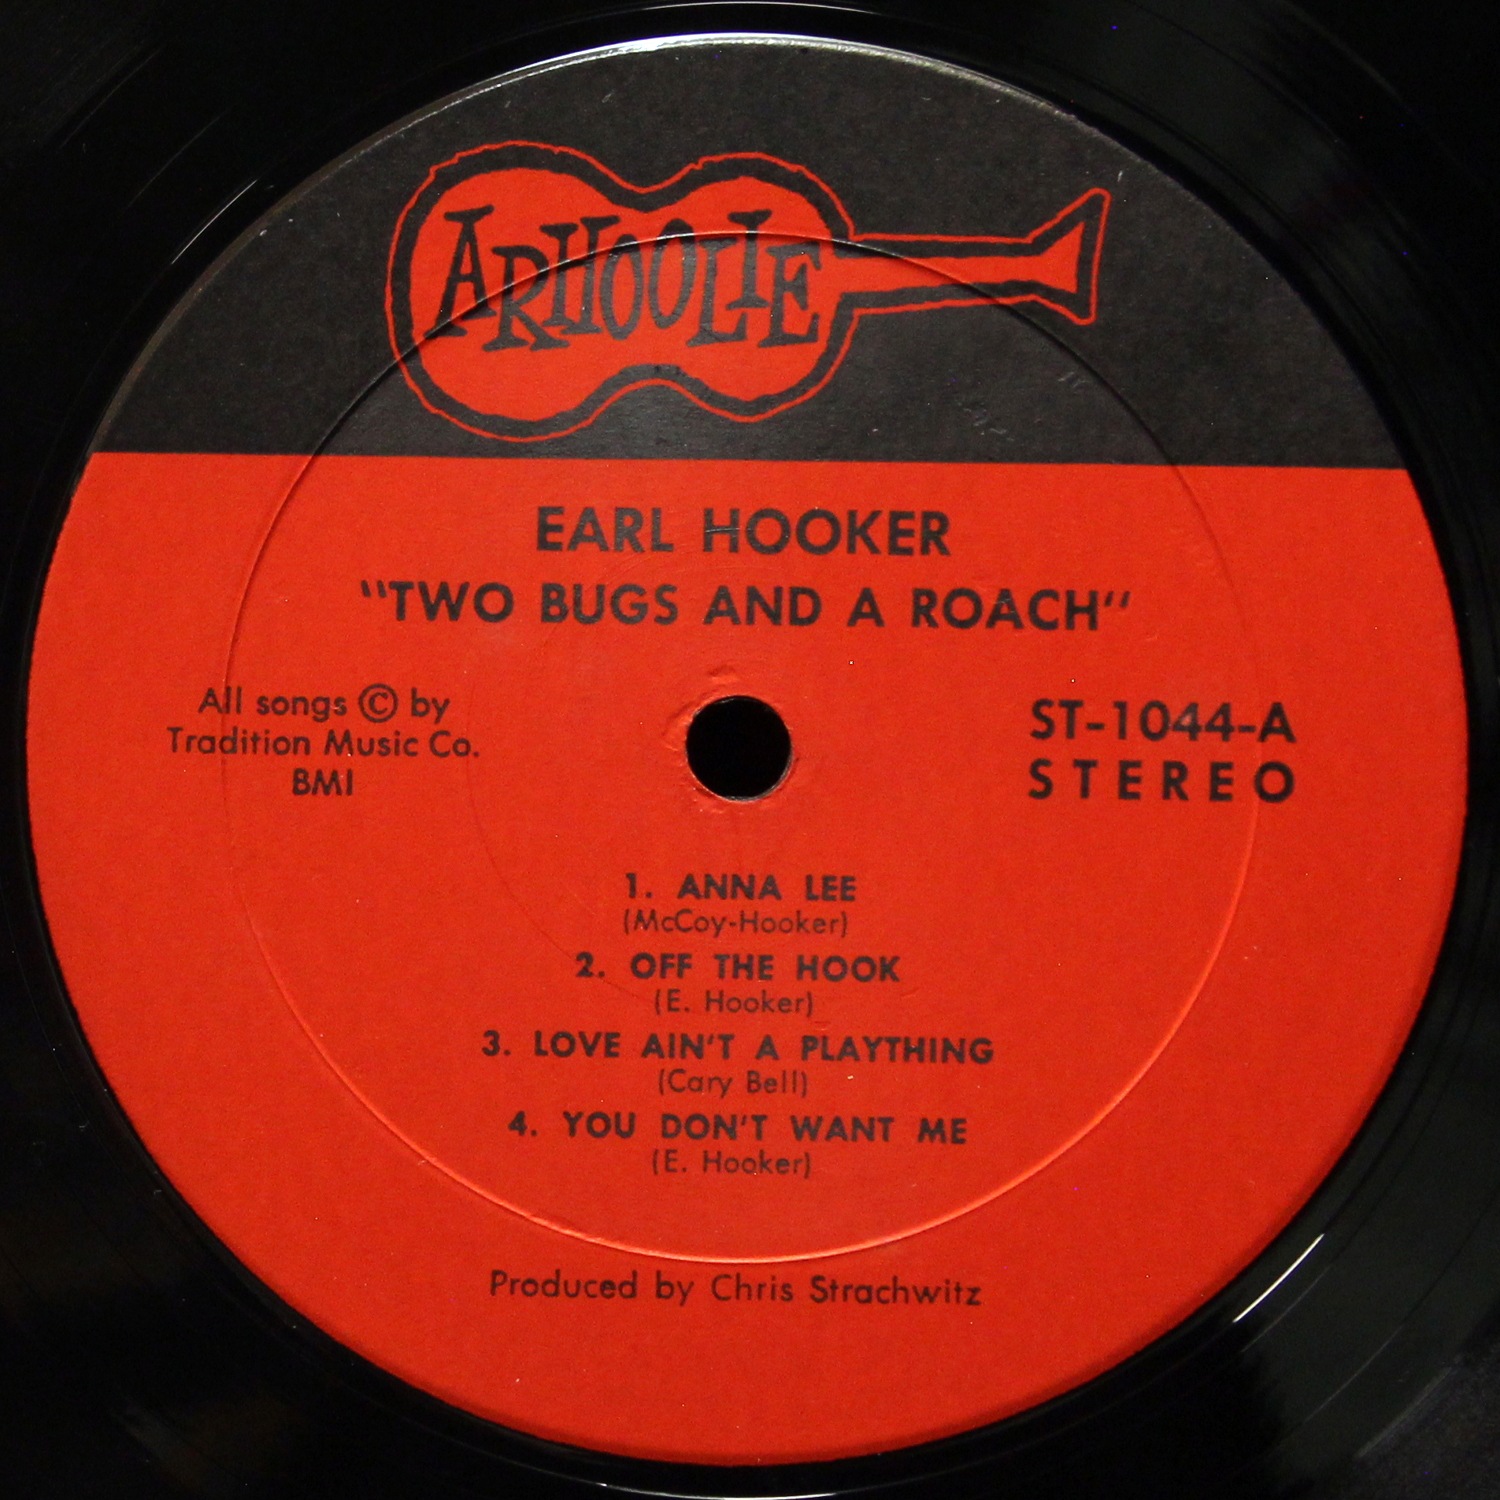 ARHOOLIE
EARL HOOKER
"TWO BUGS AND A ROACH"
All songs © by
Tradition Music Co.
BMI
ST-1044-A
STEREO
1. ANNA LEE
(McCoy-Hooker)
2. OFF THE HOOK
(E. Hooker)
3. LOVE AIN'T A PLAYTHING
(Cary Bell)
4. YOU DON'T WANT ME
(E. Hooker)
Produced by Chris Strachwitz